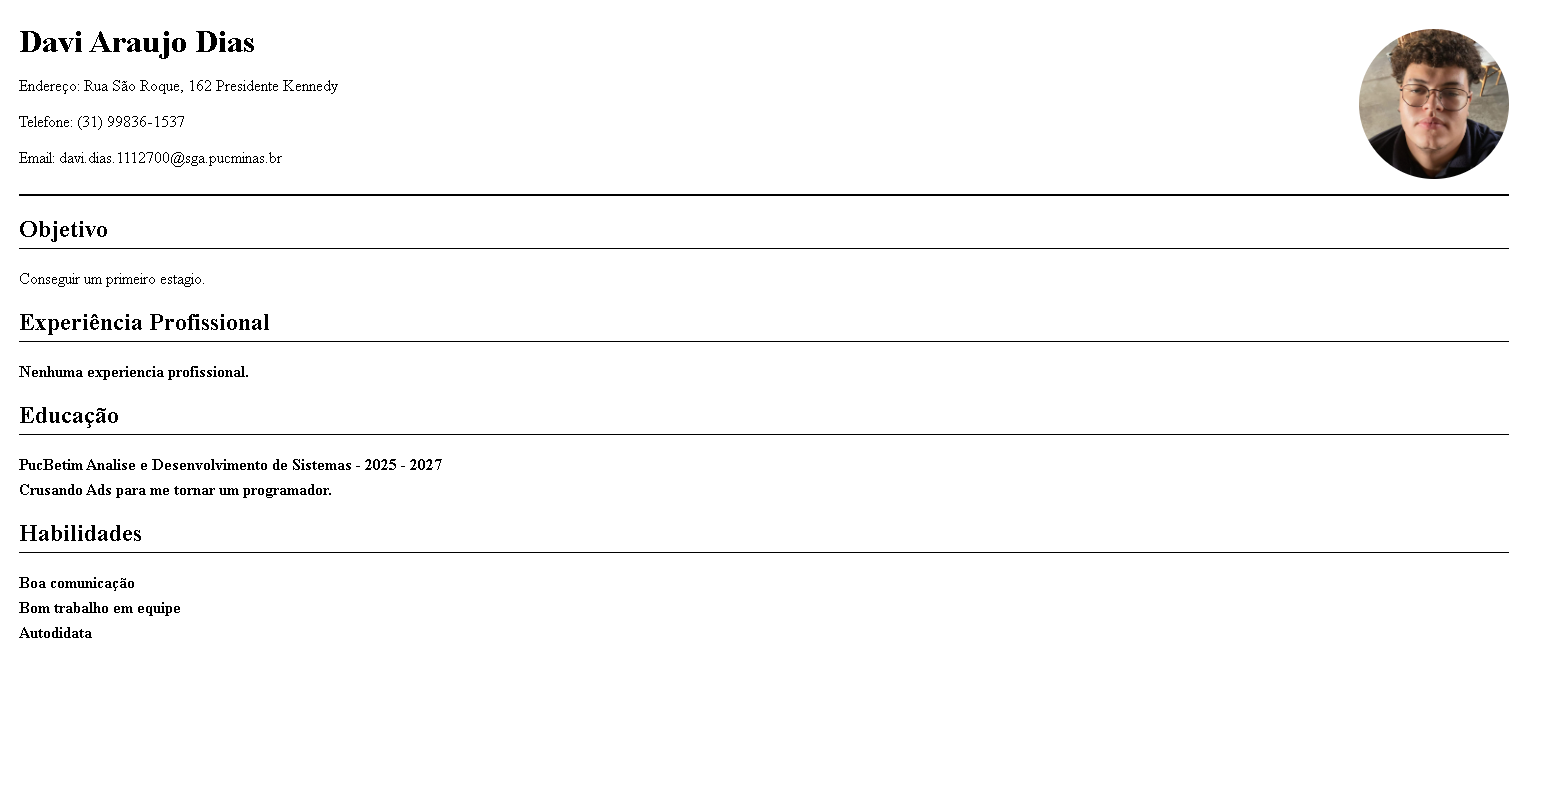 Davi Araujo Dias
Endereço: Rua São Roque, 162 Presidente Kennedy
Telefone: (31) 99836-1537
Email: davi.dias.1112700@sga.pucminas.br
Objetivo
Conseguir um primeiro estagio.
Experiência Profissional
Nenhuma experiencia profissional.
Educação
PucBetim Analise e Desenvolvimento de Sistemas - 2025 - 2027
Crusando Ads para me tornar um programador.
Habilidades
Boa comunicação
Bom trabalho em equipe
Autodidata